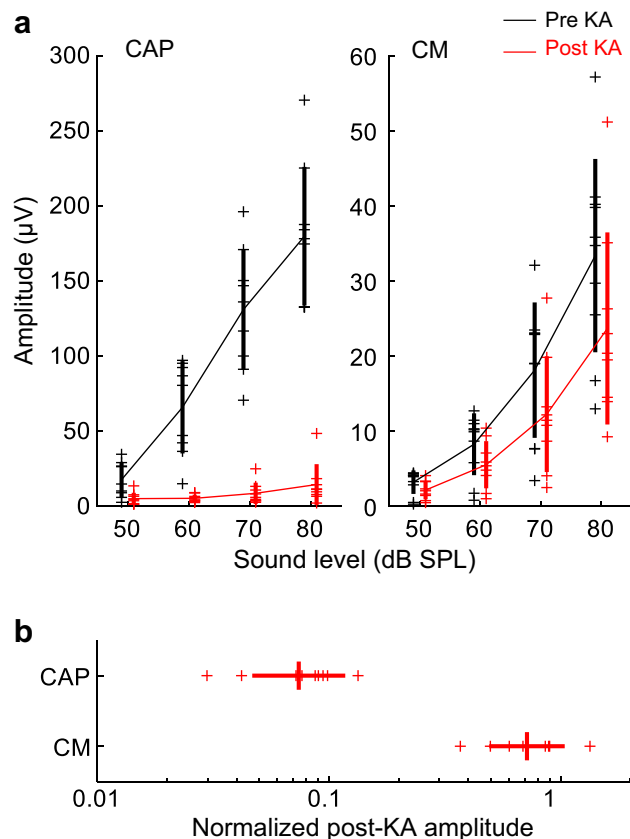 a
CAP
CM
Pre KA
Post KA
Amplitude (µV)
300
250
200
150
100
50
0
60
50
40
30
20
10
0
50 60 70 80
50 60 70 80
Sound level (dB SPL)
b
CAP
CM
0.01 0.1 1
Normalized post-KA amplitude